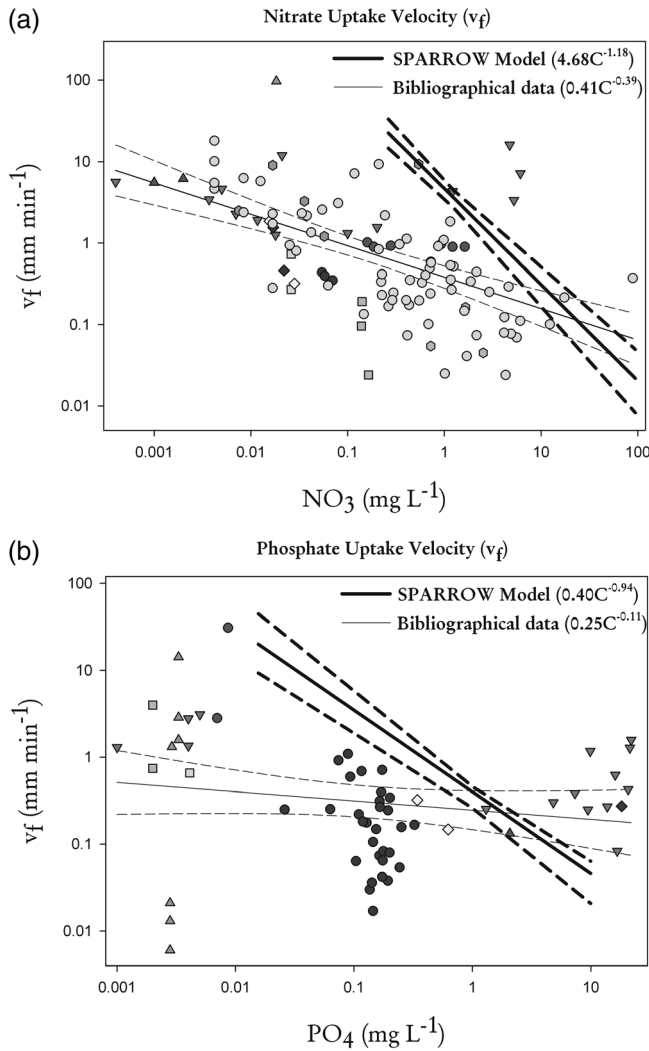 (a)
Nitrate Uptake Velocity (vf)
SPARROW Model (4.68C-1.18)
Bibliographical data (0.41C-0.39)
100
10
1
0.1
0.01
vf (mm min-1)
0.001 0.01 0.1 1 10 100
NO3 (mg L-1)
(b)
Phosphate Uptake Velocity (vf)
SPARROW Model (0.40C-0.94)
Bibliographical data (0.25C-0.11)
100
10
1
0.1
0.01
vf (mm min-1)
0.001 0.01 0.1 1 10
PO4 (mg L-1)